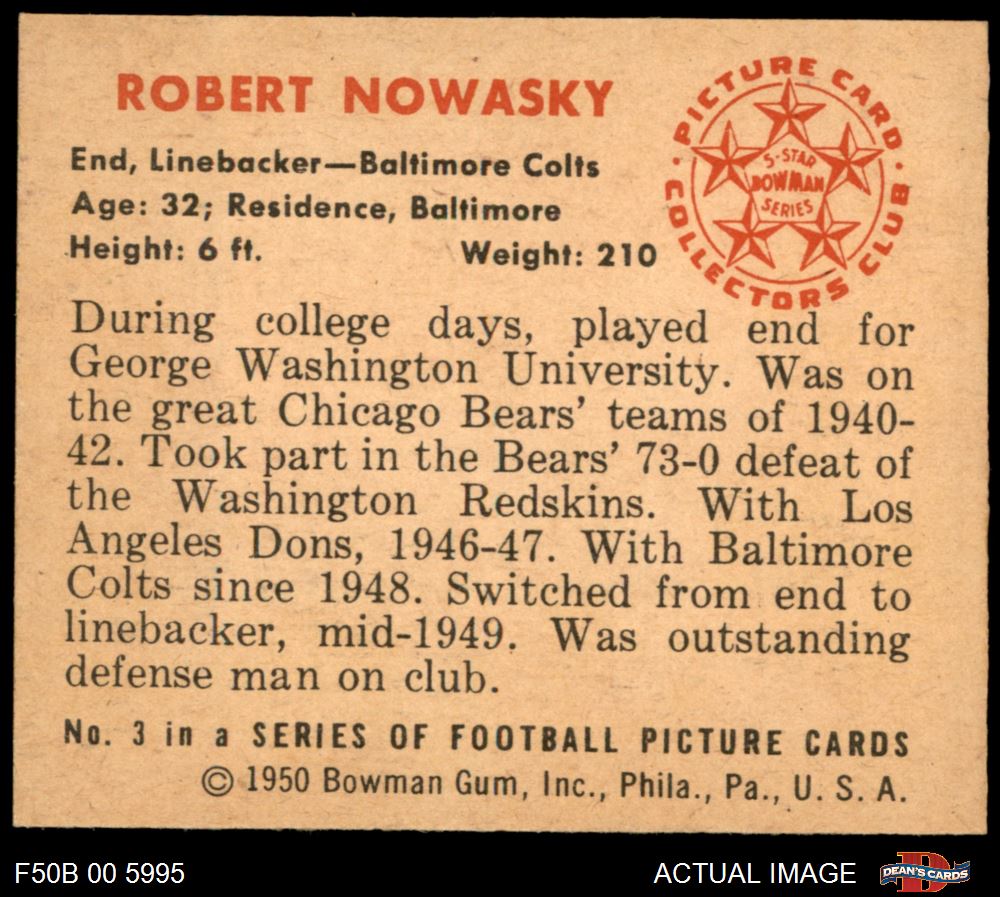 ROBERT NOWASKY
End, Linebacker—Baltimore Colts
Age: 32; Residence, Baltimore
Height: 6 ft. Weight: 210
· PICTURE CARD ·
COLLECTORS CLUB
5-STAR
BOWMAN
SERIES
During college days, played end for
George Washington University. Was on
the great Chicago Bears' teams of 1940-
42. Took part in the Bears' 73-0 defeat of
the Washington Redskins. With Los
Angeles Dons, 1946-47. With Baltimore
Colts since 1948. Switched from end to
linebacker, mid-1949. Was outstanding
defense man on club.
No. 3 in a SERIES OF FOOTBALL PICTURE CARDS
© 1950 Bowman Gum, Inc., Phila., Pa., U. S. A.
F50B 00 5995
ACTUAL IMAGE
D
DEAN'S CARDS